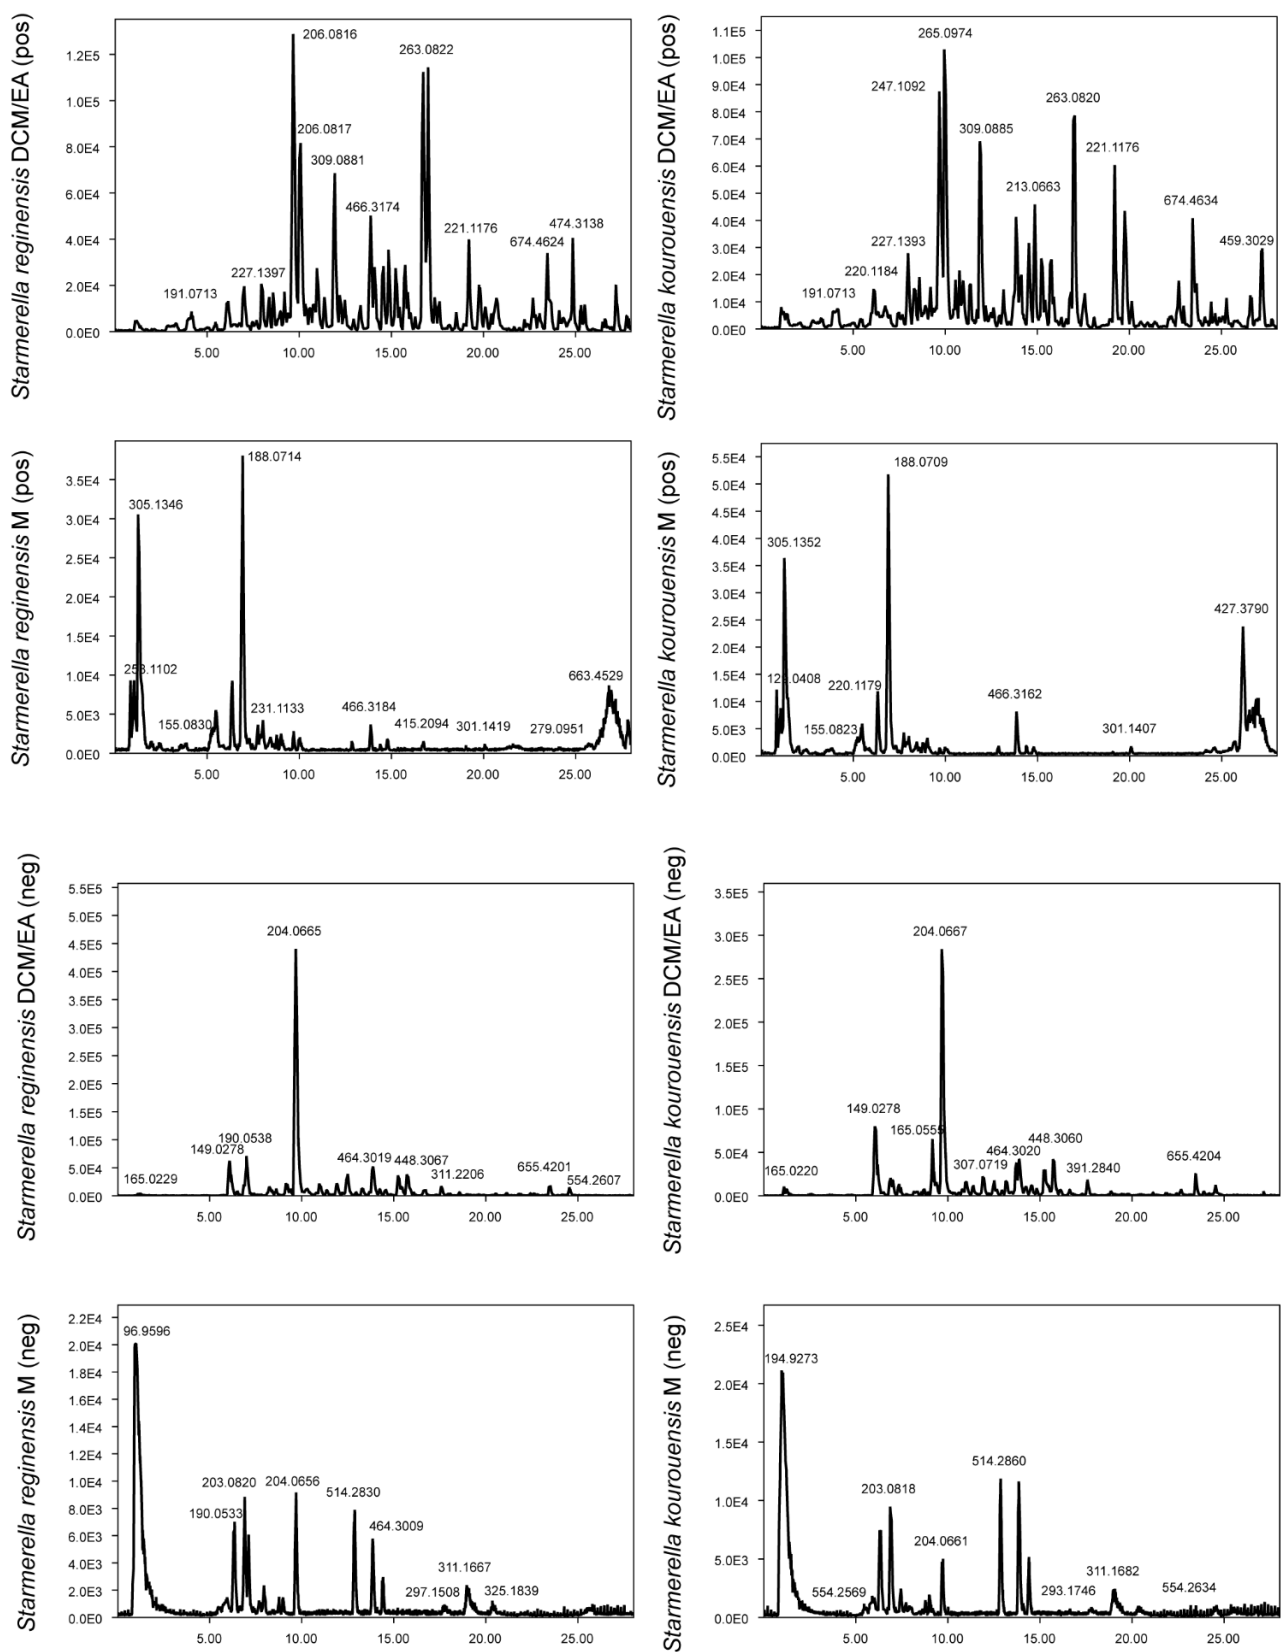 Starmerella reginensis DCM/EA (pos)
1.2E5
1.0E5
8.0E4
6.0E4
4.0E4
2.0E4
0.0E0
206.0816
263.0822
206.0817
309.0881
466.3174
221.1176
474.3138
674.4624
227.1397
191.0713
5.00
10.00
15.00
20.00
25.00
Starmerella kourouensis DCM/EA (pos)
1.1E5
1.0E5
9.0E4
8.0E4
7.0E4
6.0E4
5.0E4
4.0E4
3.0E4
2.0E4
1.0E4
0.0E0
265.0974
247.1092
263.0820
309.0885
221.1176
213.0663
674.4634
227.1393
459.3029
220.1184
191.0713
5.00
10.00
15.00
20.00
25.00
Starmerella reginensis M (pos)
3.5E4
3.0E4
2.5E4
2.0E4
1.5E4
1.0E4
5.0E3
0.0E0
188.0714
305.1346
663.4529
231.1133
466.3184
155.0830
415.2094
301.1419
279.0951
5.00
10.00
15.00
20.00
25.00
Starmerella kourouensis M (pos)
5.5E4
5.0E4
4.5E4
4.0E4
3.5E4
3.0E4
2.5E4
2.0E4
1.5E4
1.0E4
5.0E3
0.0E0
188.0709
305.1352
427.3790
220.1179
466.3162
155.0823
301.1407
5.00
10.00
15.00
20.00
25.00
Starmerella reginensis DCM/EA (neg)
5.5E5
5.0E5
4.5E5
4.0E5
3.5E5
3.0E5
2.5E5
2.0E5
1.5E5
1.0E5
5.0E4
0.0E0
204.0665
190.0538
149.0278
464.3019
448.3067
311.2206
655.4201
165.0229
554.2607
5.00
10.00
15.00
20.00
25.00
Starmerella kourouensis DCM/EA (neg)
3.5E5
3.0E5
2.5E5
2.0E5
1.5E5
1.0E5
5.0E4
0.0E0
204.0667
149.0278
165.0555
448.3060
464.3020
307.0719
391.2840
655.4204
165.0220
5.00
10.00
15.00
20.00
25.00
Starmerella reginensis M (neg)
2.2E4
2.0E4
1.8E4
1.6E4
1.4E4
1.2E4
1.0E4
8.0E3
6.0E3
4.0E3
2.0E3
0.0E0
96.9596
203.0820
204.0656
514.2830
190.0533
464.3009
311.1667
297.1508
325.1839
5.00
10.00
15.00
20.00
25.00
Starmerella kourouensis M (neg)
2.5E4
2.0E4
1.5E4
1.0E4
5.0E3
0.0E0
194.9273
514.2860
203.0818
204.0661
311.1682
554.2569
293.1746
554.2634
5.00
10.00
15.00
20.00
25.00